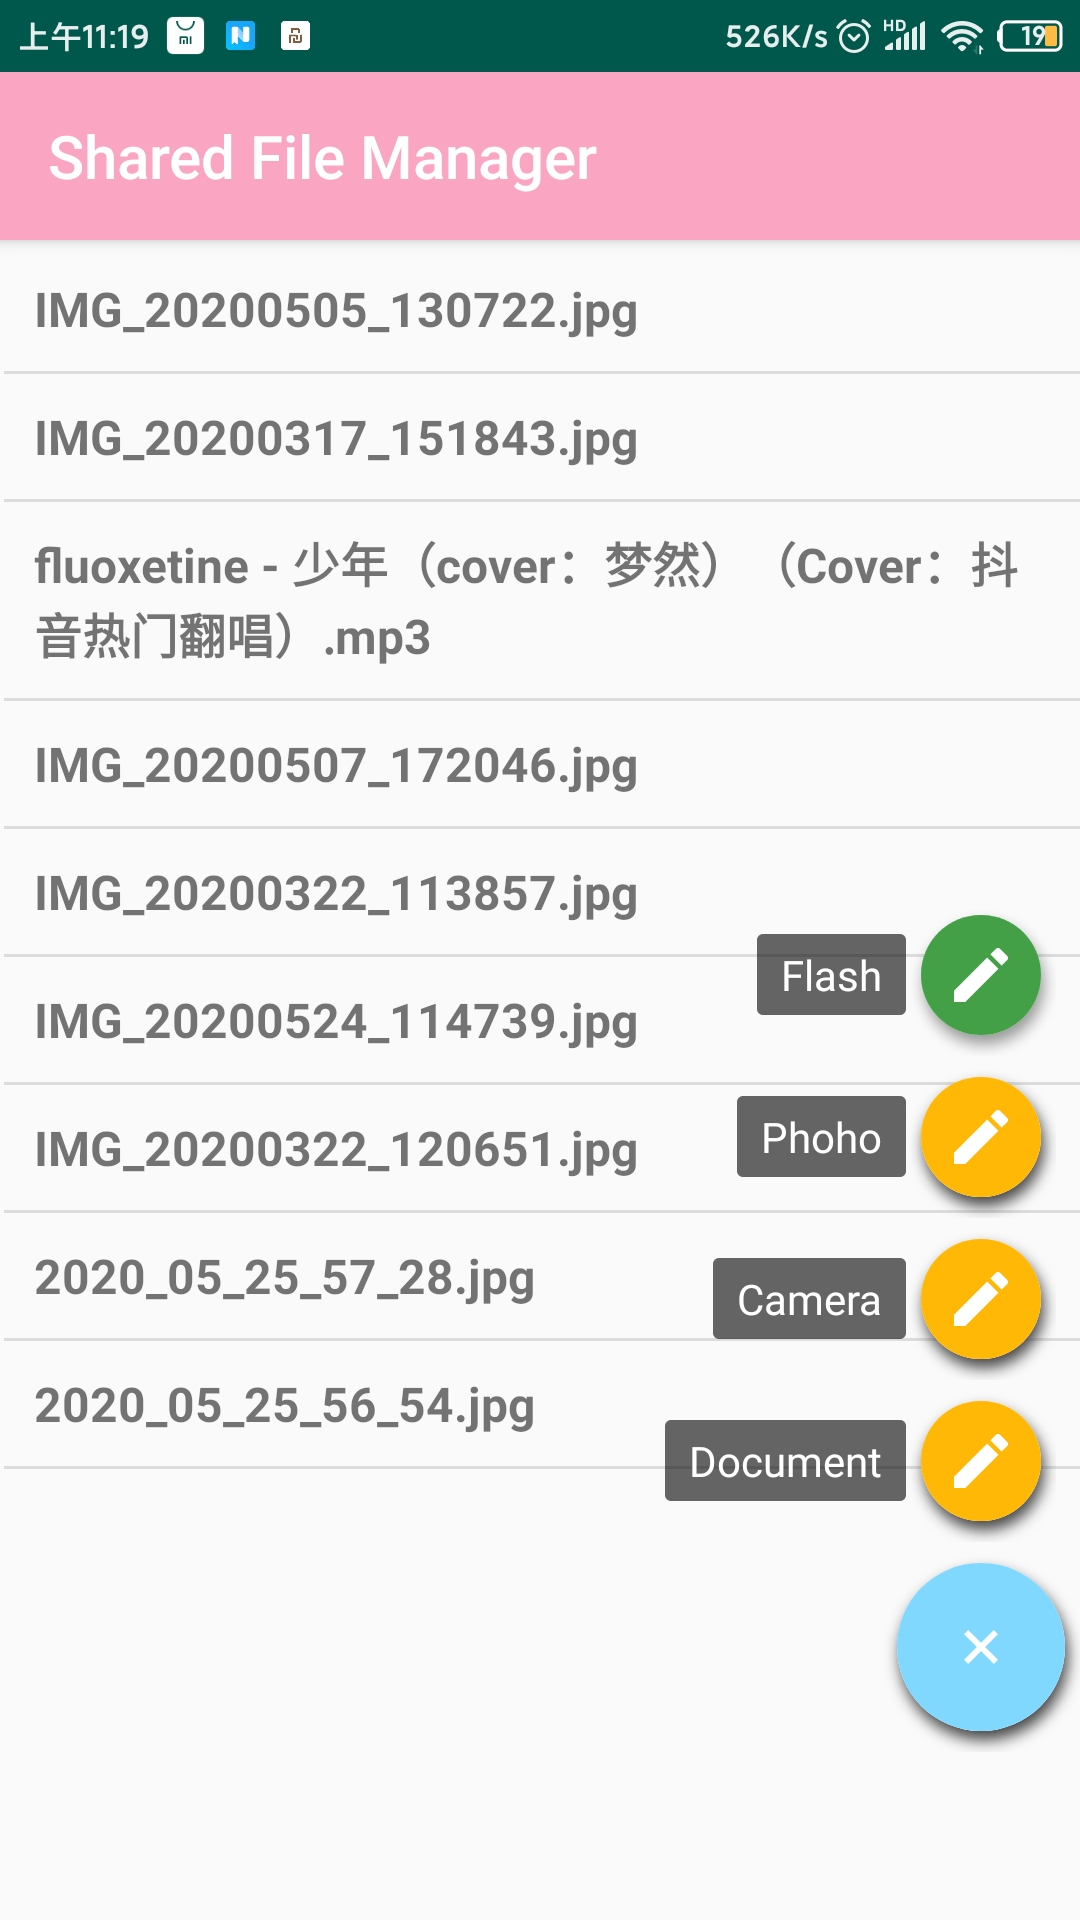 上午11:19
526K/s
HD
19
Shared File Manager
IMG_20200505_130722.jpg
IMG_20200317_151843.jpg
fluoxetine - 少年（cover：梦然）（Cover：抖
音热门翻唱）.mp3
IMG_20200507_172046.jpg
IMG_20200322_113857.jpg
Flash
IMG_20200524_114739.jpg
Phoho
IMG_20200322_120651.jpg
2020_05_25_57_28.jpg
Camera
2020_05_25_56_54.jpg
Document